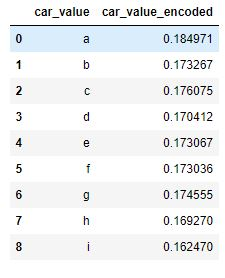 car_value car_value_encoded
0 a 0.184971
1 b 0.173267
2 c 0.176075
3 d 0.170412
4 e 0.173067
5 f 0.173036
6 g 0.174555
7 h 0.169270
8 i 0.162470